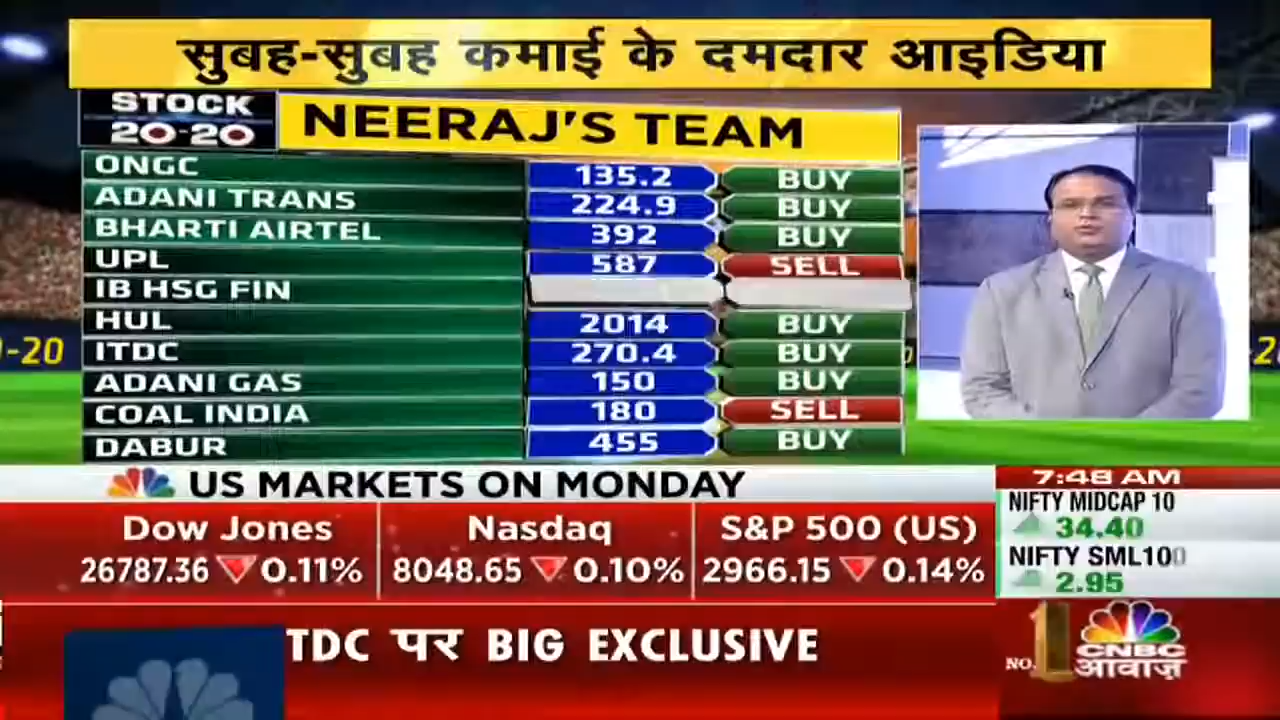 सुबह-सुबह कमाई के दमदार आइडिया
STOCK
20-20
NEERAJ'S TEAM
ONGC 135.2 BUY
ADANI TRANS 224.9 BUY
BHARTI AIRTEL 392 BUY
UPL 587 SELL
IB HSG FIN
HUL 2014 BUY
ITDC 270.4 BUY
ADANI GAS 150 BUY
COAL INDIA 180 SELL
DABUR 455 BUY
-20
US MARKETS ON MONDAY
7:48 AM
Dow Jones Nasdaq S&P 500 (US)
26787.36 0.11% 8048.65 0.10% 2966.15 0.14%
NIFTY MIDCAP 10
34.40
NIFTY SML100
2.95
TDC पर BIG EXCLUSIVE
NO.1
CNBC
आवाज़